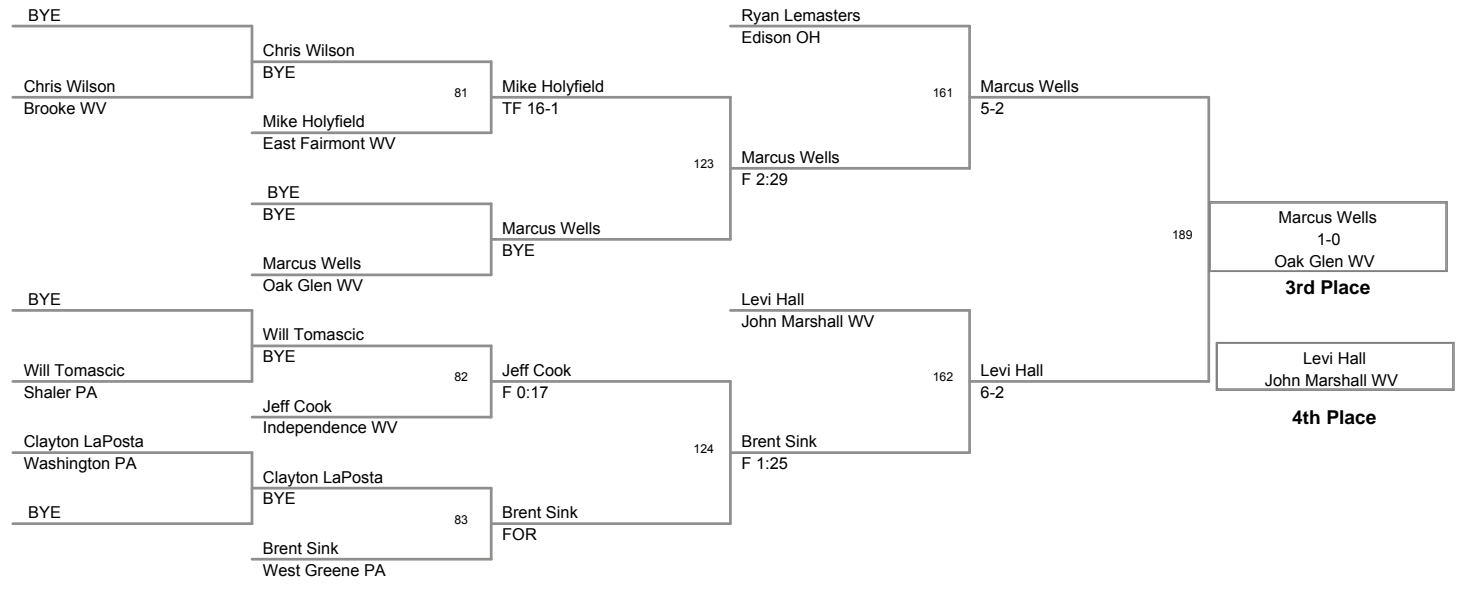 BYE
Chris Wilson
Brooke WV
Chris Wilson
BYE
81
Mike Holyfield
East Fairmont WV
Mike Holyfield
TF 16-1
BYE
BYE
Marcus Wells
Oak Glen WV
Marcus Wells
BYE
123
Marcus Wells
F 2:29
Ryan Lemasters
Edison OH
161
Marcus Wells
5-2
BYE
Will Tomascic
Shaler PA
Will Tomascic
BYE
82
Jeff Cook
Independence WV
Jeff Cook
F 0:17
Clayton LaPosta
Washington PA
BYE
Clayton LaPosta
BYE
83
Brent Sink
West Greene PA
Brent Sink
FOR
124
Brent Sink
F 1:25
Levi Hall
John Marshall WV
162
Levi Hall
6-2
189
Marcus Wells
1-0
Oak Glen WV
3rd Place
Levi Hall
John Marshall WV
4th Place